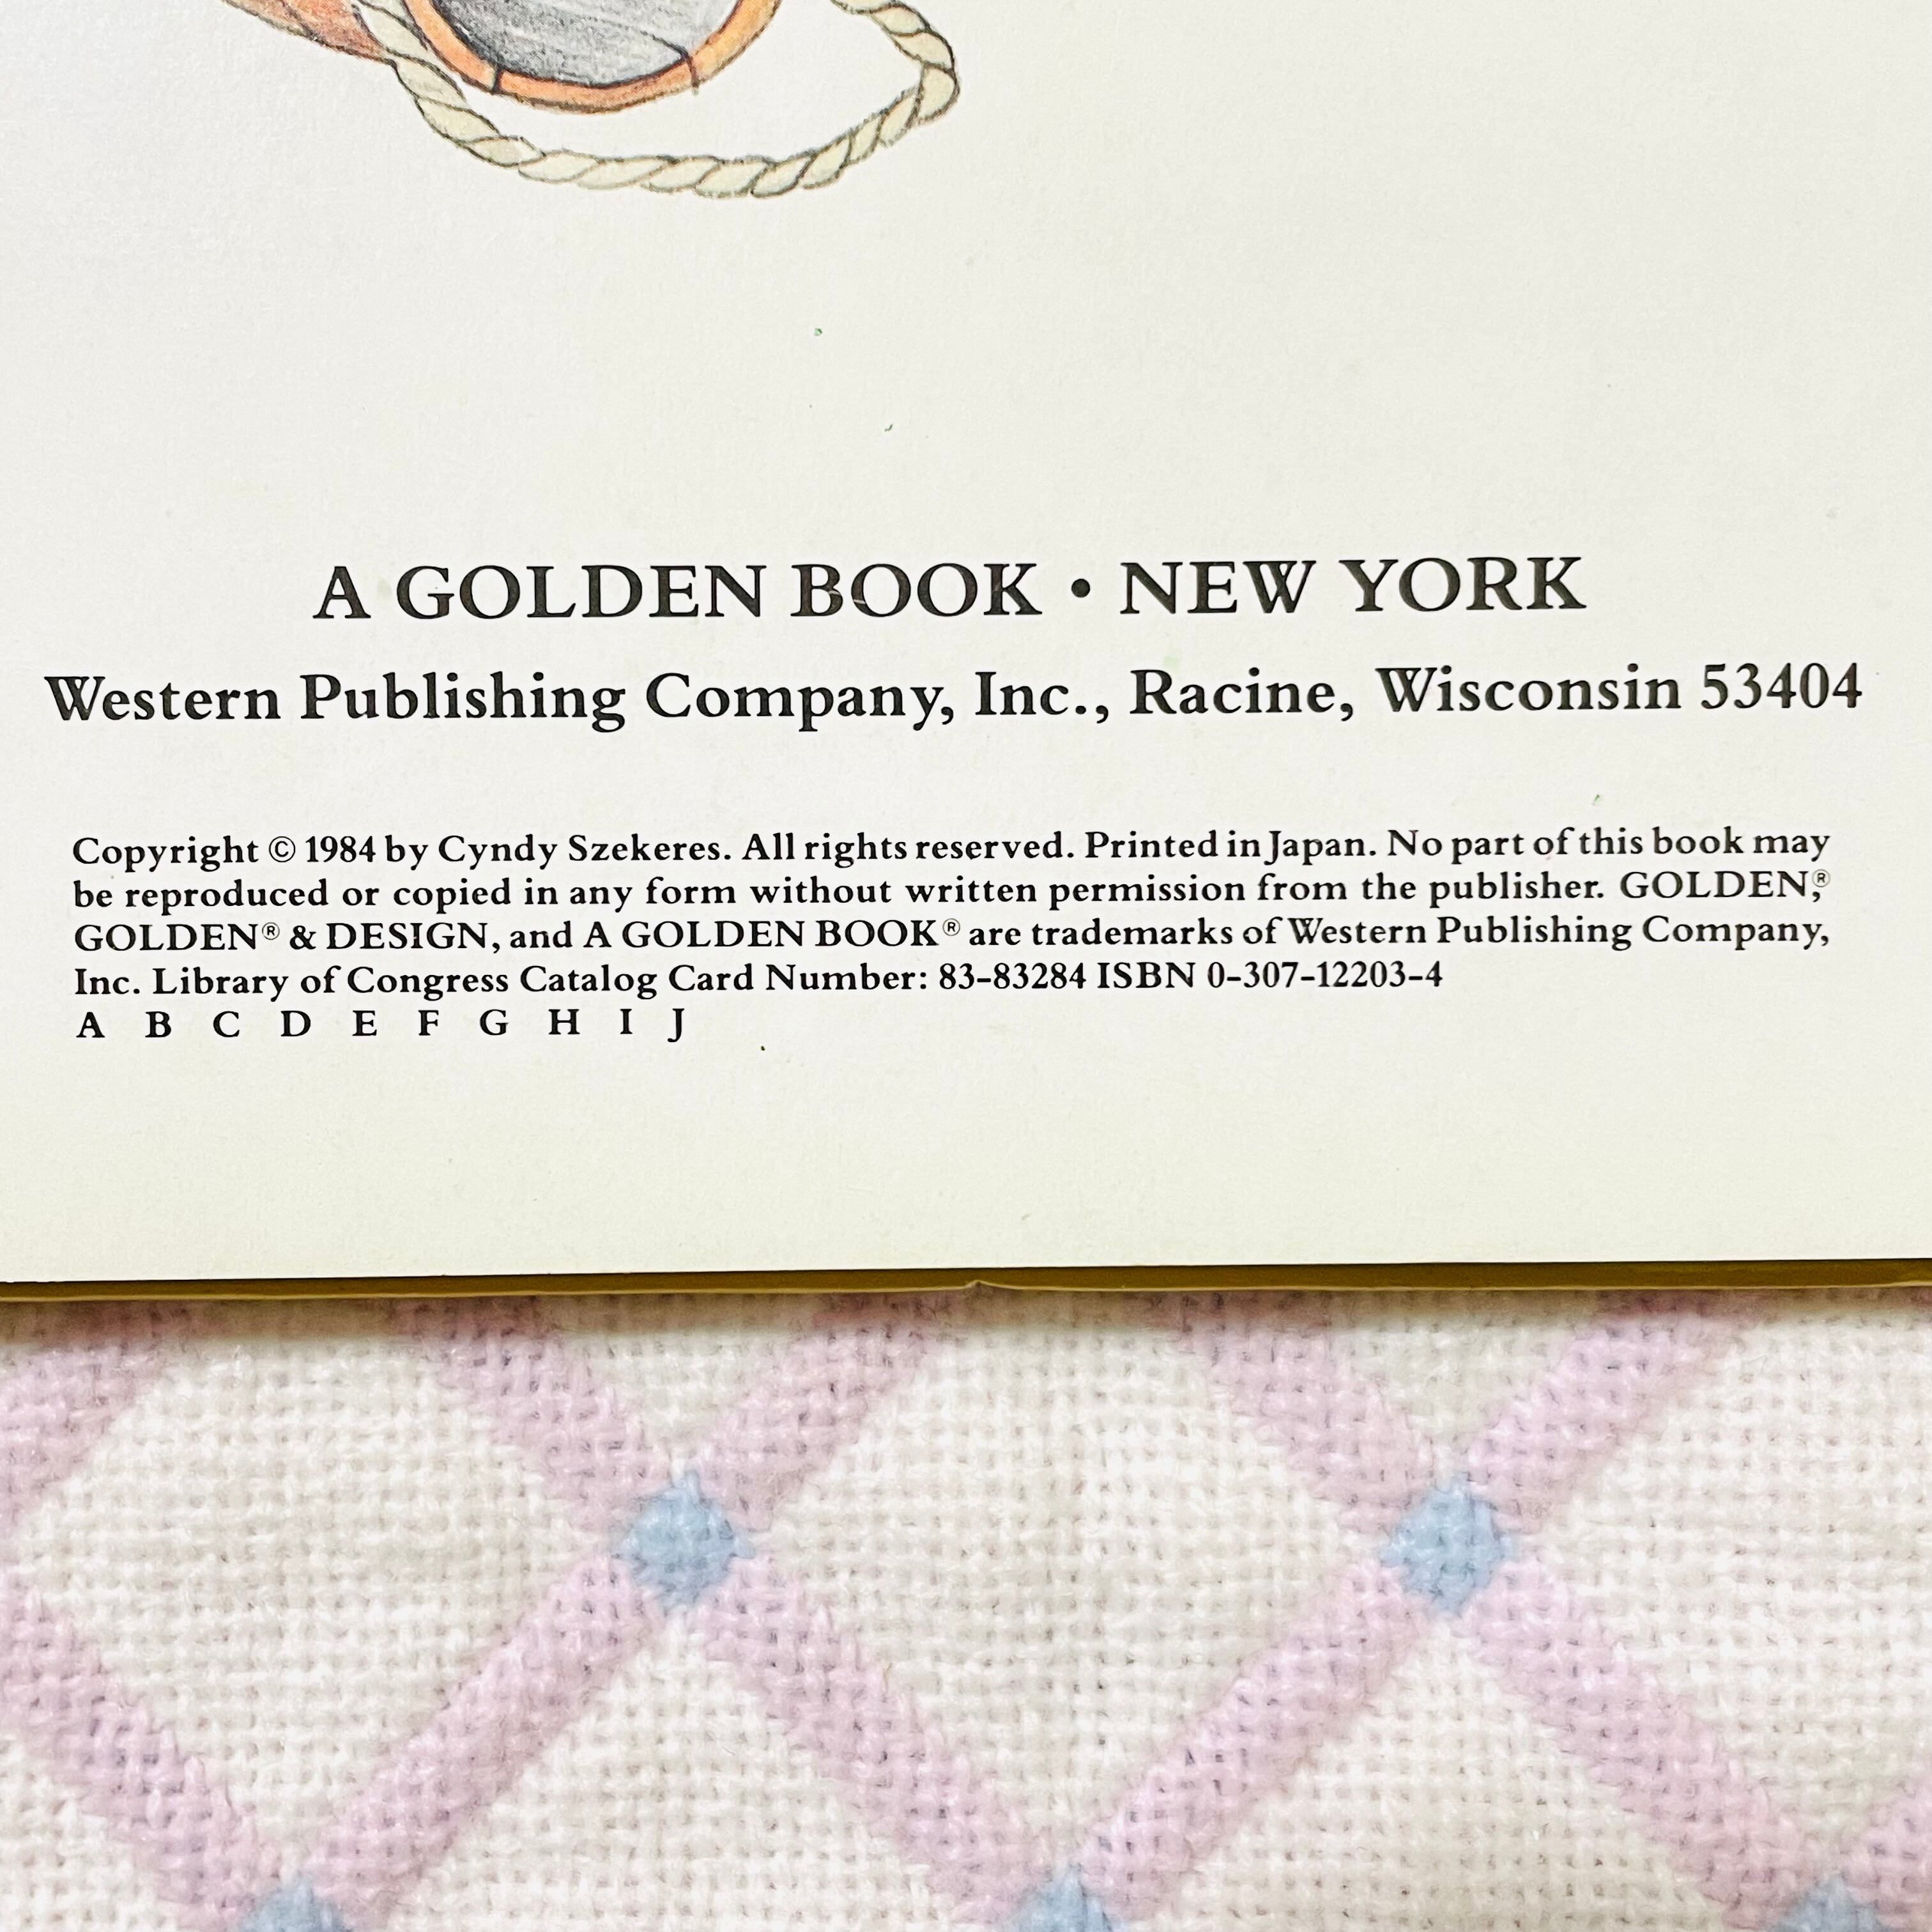 A GOLDEN BOOK • NEW YORK
Western Publishing Company, Inc., Racine, Wisconsin 53404
Copyright © 1984 by Cyndy Szekeres. All rights reserved. Printed in Japan. No part of this book may
be reproduced or copied in any form without written permission from the publisher. GOLDEN,®
GOLDEN® & DESIGN, and A GOLDEN BOOK® are trademarks of Western Publishing Company,
Inc. Library of Congress Catalog Card Number: 83-83284 ISBN 0-307-12203-4
A B C D E F G H I J